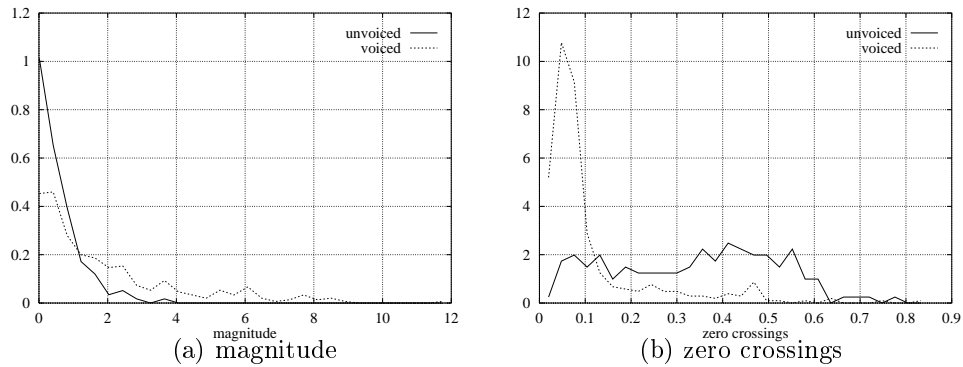 1.2
1
0.8
0.6
0.4
0.2
0
unvoiced
voiced
0 2 4 6 8 10 12
magnitude
(a) magnitude
12
10
8
6
4
2
0
unvoiced
voiced
0 0.1 0.2 0.3 0.4 0.5 0.6 0.7 0.8 0.9
zero crossings
(b) zero crossings